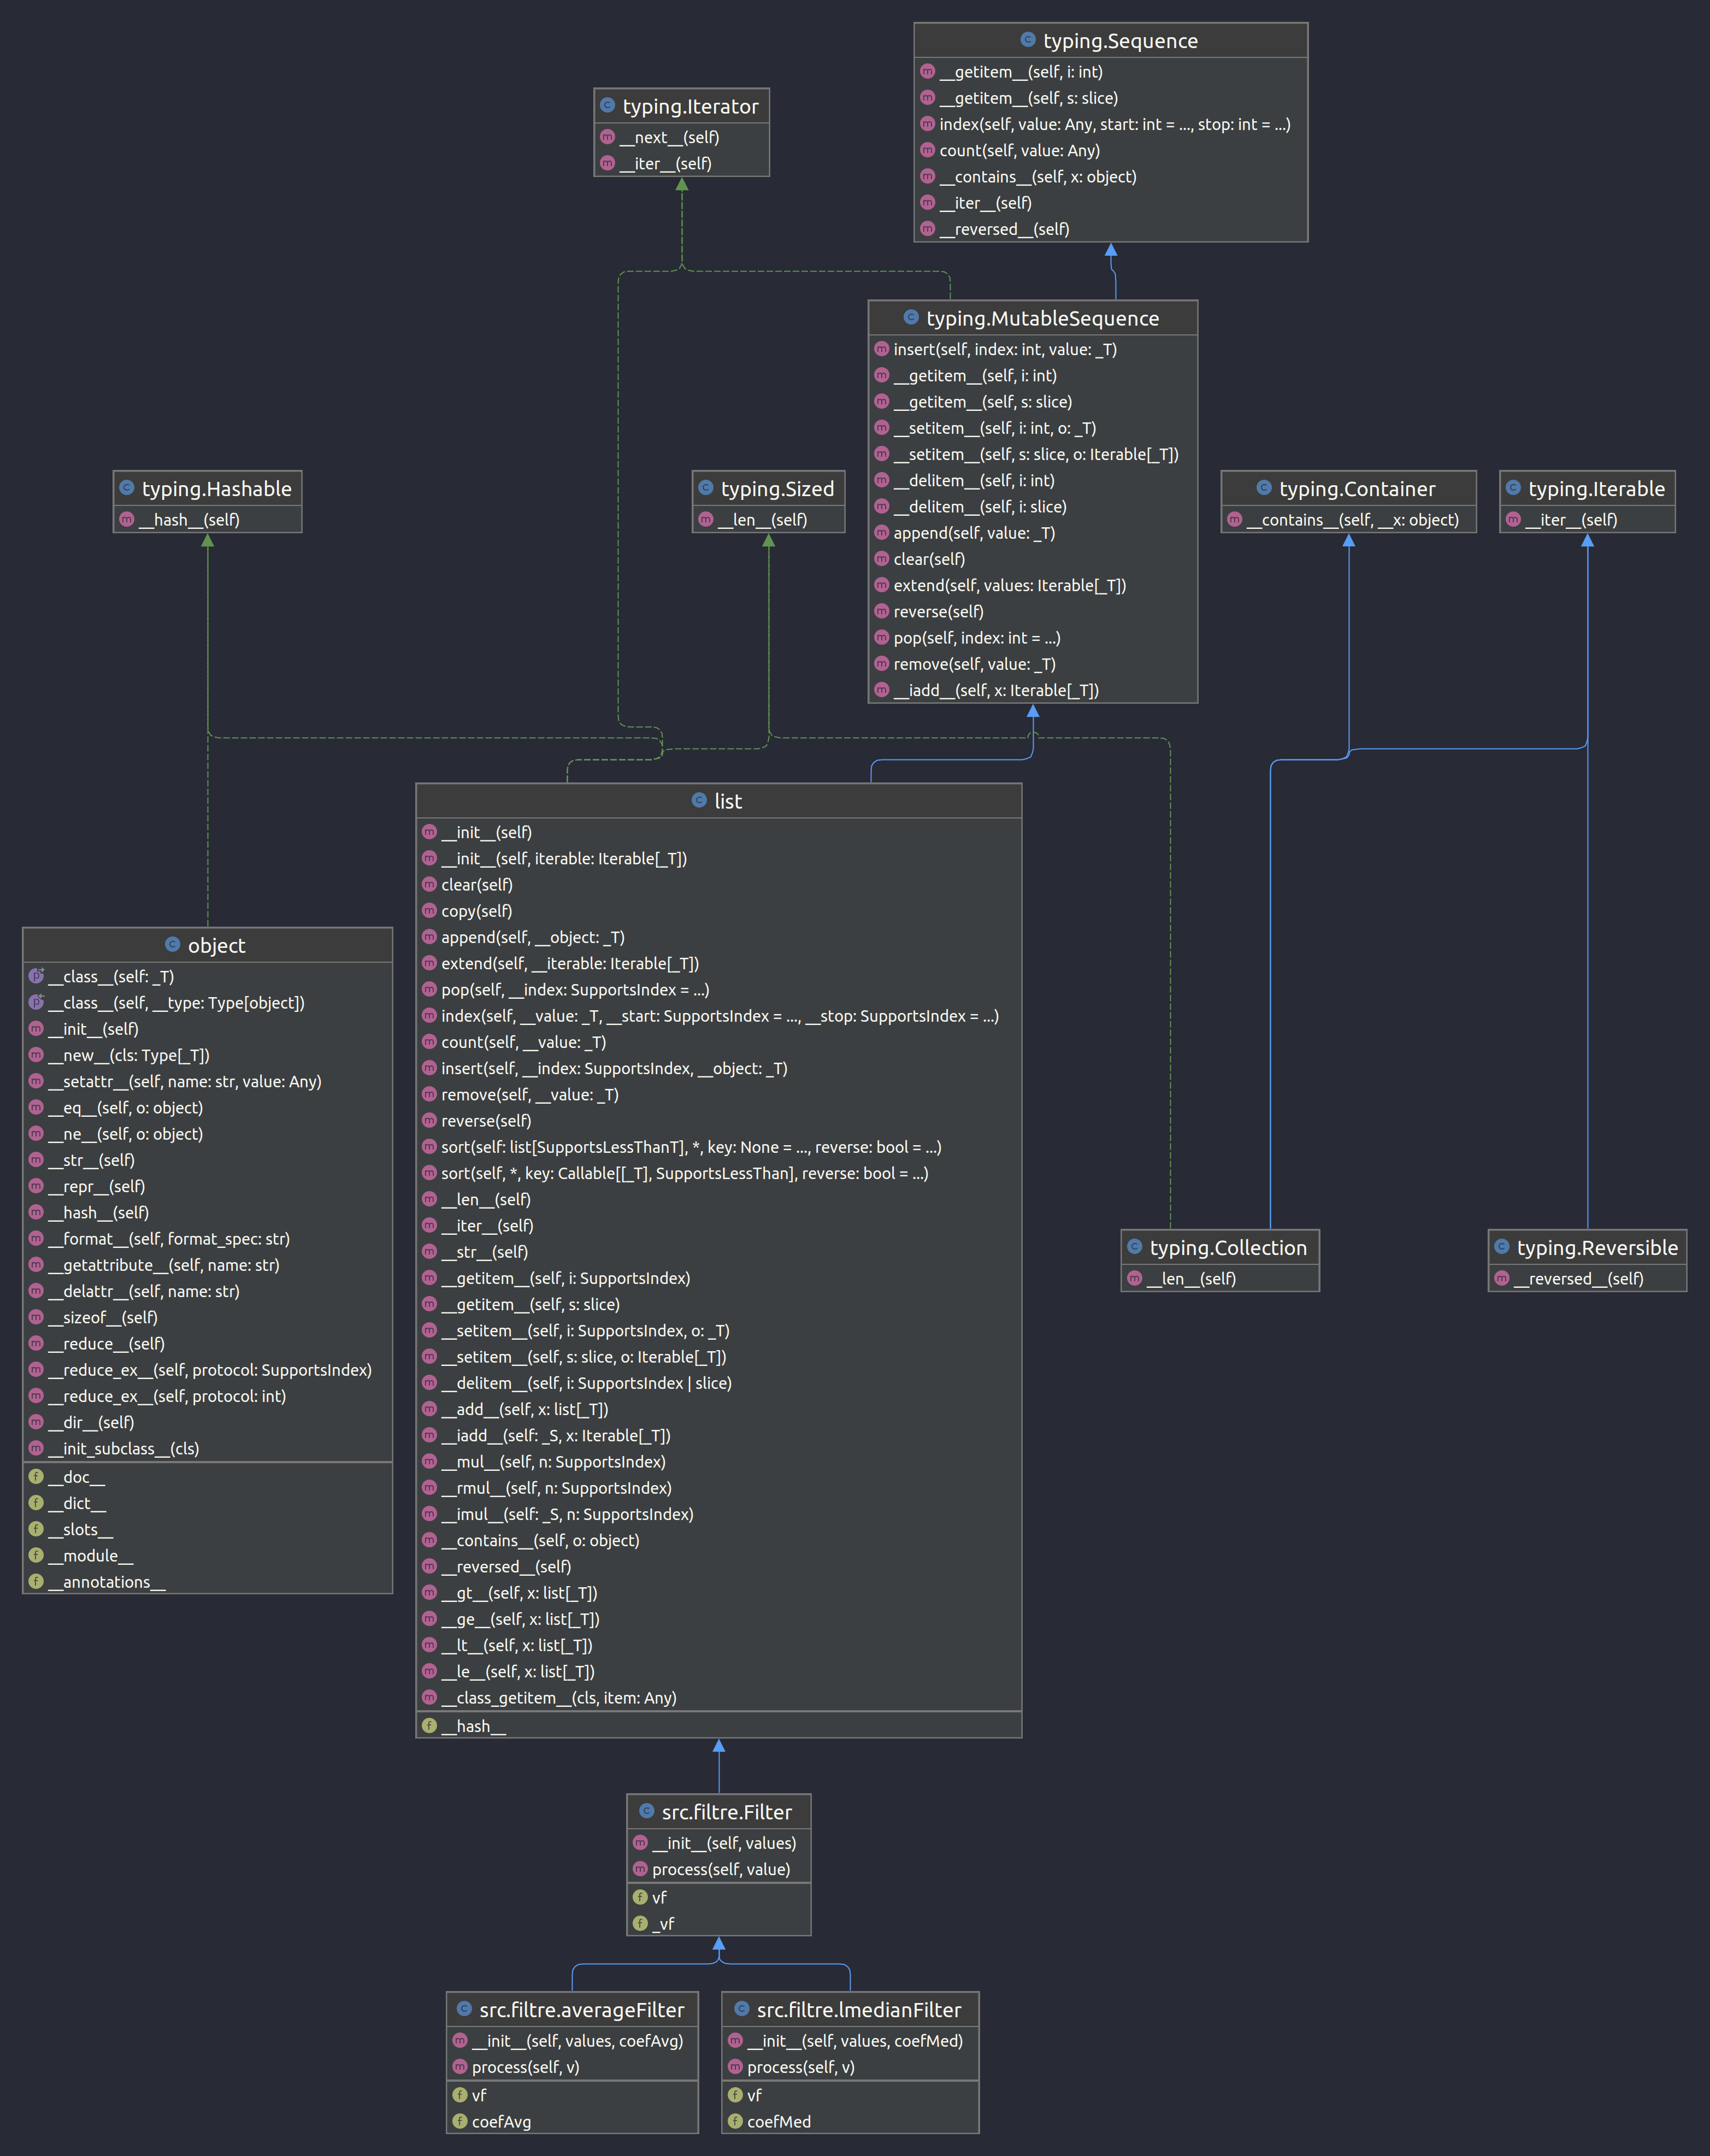 typing.Sequence
__getitem__(self, i: int)
__getitem__(self, s: slice)
index(self, value: Any, start: int = ..., stop: int = ...)
count(self, value: Any)
__contains__(self, x: object)
__iter__(self)
__reversed__(self)
typing.Iterator
__next__(self)
__iter__(self)
typing.MutableSequence
insert(self, index: int, value: _T)
__getitem__(self, i: int)
__getitem__(self, s: slice)
__setitem__(self, i: int, o: _T)
__setitem__(self, s: slice, o: Iterable[_T])
__delitem__(self, i: int)
__delitem__(self, i: slice)
append(self, value: _T)
clear(self)
extend(self, values: Iterable[_T])
reverse(self)
pop(self, index: int = ...)
remove(self, value: _T)
__iadd__(self, x: Iterable[_T])
typing.Hashable
__hash__(self)
typing.Sized
__len__(self)
typing.Container
__contains__(self, __x: object)
typing.Iterable
__iter__(self)
list
__init__(self)
__init__(self, iterable: Iterable[_T])
clear(self)
copy(self)
append(self, __object: _T)
extend(self, __iterable: Iterable[_T])
pop(self, __index: SupportsIndex = ...)
index(self, __value: _T, __start: SupportsIndex = ..., __stop: SupportsIndex = ...)
count(self, __value: _T)
insert(self, __index: SupportsIndex, __object: _T)
remove(self, __value: _T)
reverse(self)
sort(self: list[SupportsLessThanT], *, key: None = ..., reverse: bool = ...)
sort(self, *, key: Callable[[_T], SupportsLessThan], reverse: bool = ...)
__len__(self)
__iter__(self)
__str__(self)
__getitem__(self, i: SupportsIndex)
__getitem__(self, s: slice)
__setitem__(self, i: SupportsIndex, o: _T)
__setitem__(self, s: slice, o: Iterable[_T])
__delitem__(self, i: SupportsIndex | slice)
__add__(self, x: list[_T])
__iadd__(self: _S, x: Iterable[_T])
__mul__(self, n: SupportsIndex)
__rmul__(self, n: SupportsIndex)
__imul__(self: _S, n: SupportsIndex)
__contains__(self, o: object)
__reversed__(self)
__gt__(self, x: list[_T])
__ge__(self, x: list[_T])
__lt__(self, x: list[_T])
__le__(self, x: list[_T])
__class_getitem__(cls, item: Any)
__hash__
object
__class__(self: _T)
__class__(self, __type: Type[object])
__init__(self)
__new__(cls: Type[_T])
__setattr__(self, name: str, value: Any)
__eq__(self, o: object)
__ne__(self, o: object)
__str__(self)
__repr__(self)
__hash__(self)
__format__(self, format_spec: str)
__getattribute__(self, name: str)
__delattr__(self, name: str)
__sizeof__(self)
__reduce__(self)
__reduce_ex__(self, protocol: SupportsIndex)
__reduce_ex__(self, protocol: int)
__dir__(self)
__init_subclass__(cls)
__doc__
__dict__
__slots__
__module__
__annotations__
typing.Collection
__len__(self)
typing.Reversible
__reversed__(self)
src.filtre.Filter
__init__(self, values)
process(self, value)
vf
_vf
src.filtre.averageFilter
__init__(self, values, coefAvg)
process(self, v)
vf
coefAvg
src.filtre.lmedianFilter
__init__(self, values, coefMed)
process(self, v)
vf
coefMed